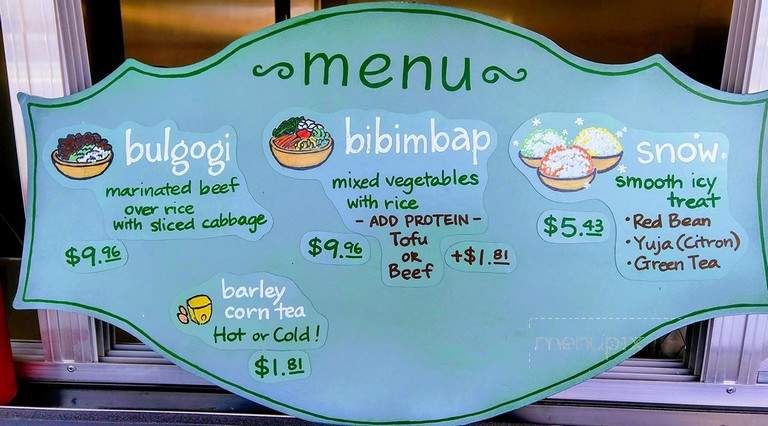 menu
bulgogi
marinated beef
over rice
with sliced cabbage
$9.96
bibimbap
mixed vegetables
with rice
- ADD PROTEIN -
Tofu
OR
Beef
$9.96
+$1.81
snow
smooth icy
treat
• Red Bean
• Yuja (Citron)
• Green Tea
$5.43
barley
corn tea
Hot or Cold!
$1.81